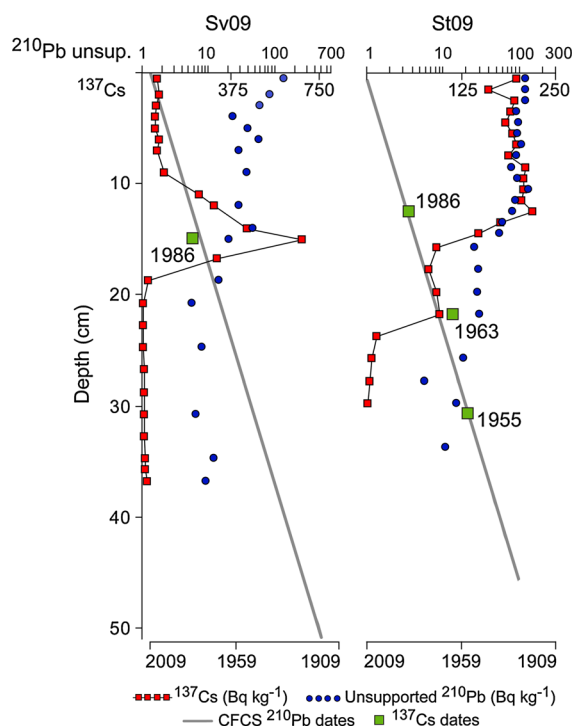 Sv09 St09
210Pb unsup. 1 10 100 700 1 10 100 300
137Cs 375 750 125 250
1986
1986
1963
1955
Depth (cm)
10
20
30
40
50
2009 1959 1909 2009 1959 1909
137Cs (Bq kg-1) Unsupported 210Pb (Bq kg-1)
CFCS 210Pb dates 137Cs dates